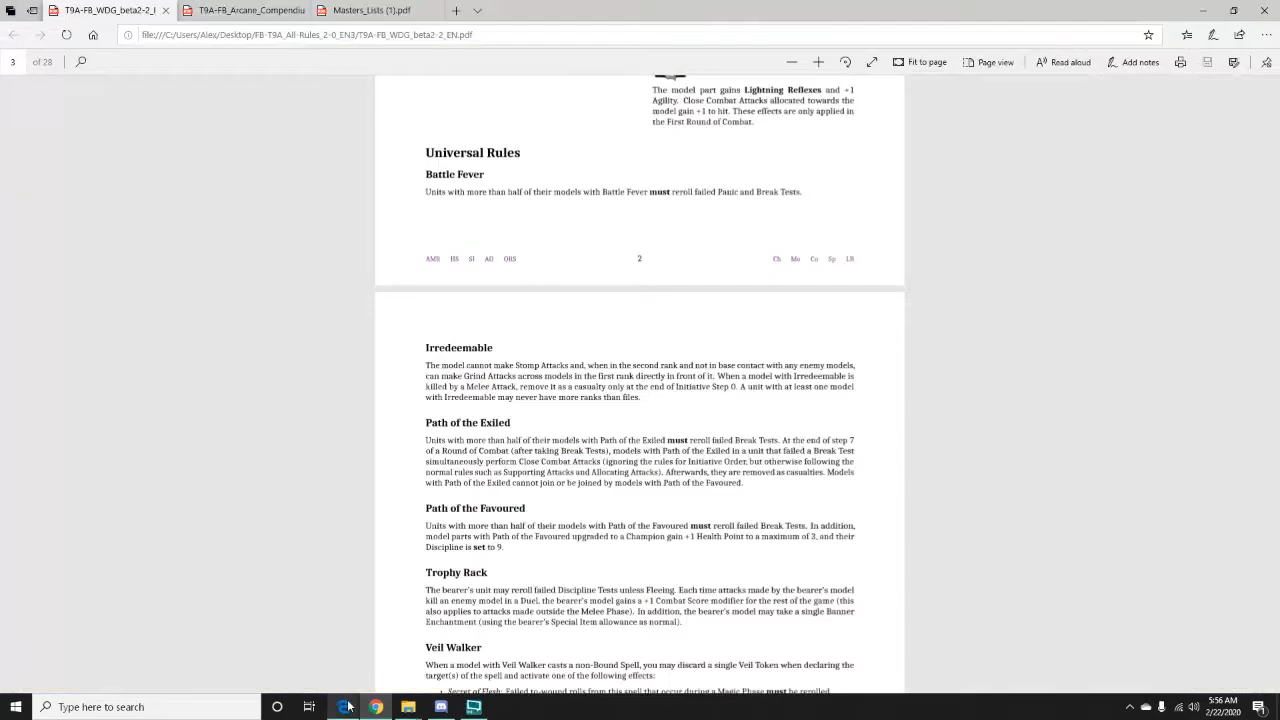 T9A-FB_WDG_beta2-2_
T9A-FB_Arcane_Compendi
Masters_Lists (1).pdf
file:///C:/Users/Alex/Desktop/FB-T9A_All-Rules_2-0_EN3/T9A-FB_WDG_beta2-2_EN.pdf
3 of 28
Fit to page
Page view
Read aloud
Add notes
The model part gains Lightning Reflexes and +1
Agility. Close Combat Attacks allocated towards the
model gain +1 to hit. These effects are only applied in
the First Round of Combat.
Universal Rules
Battle Fever
Units with more than half of their models with Battle Fever must reroll failed Panic and Break Tests.
AMR HS SI AO QRS 2 Ch Mo Co Sp LR
Irredeemable
The model cannot make Stomp Attacks and, when in the second rank and not in base contact with any enemy models,
can make Grind Attacks across models in the first rank directly in front of it. When a model with Irredeemable is
killed by a Melee Attack, remove it as a casualty only at the end of Initiative Step 0. A unit with at least one model
with Irredeemable may never have more ranks than files.
Path of the Exiled
Units with more than half of their models with Path of the Exiled must reroll failed Break Tests. At the end of step 7
of a Round of Combat (after taking Break Tests), models with Path of the Exiled in a unit that failed a Break Test
simultaneously perform Close Combat Attacks (ignoring the rules for Initiative Order, but otherwise following the
normal rules such as Supporting Attacks and Allocating Attacks). Afterwards, they are removed as casualties. Models
with Path of the Exiled cannot join or be joined by models with Path of the Favoured.
Path of the Favoured
Units with more than half of their models with Path of the Favoured must reroll failed Break Tests. In addition,
model parts with Path of the Favoured upgraded to a Champion gain +1 Health Point to a maximum of 3, and their
Discipline is set to 9.
Trophy Rack
The bearer's unit may reroll failed Discipline Tests unless Fleeing. Each time attacks made by the bearer's model
kill an enemy model in a Duel, the bearer's model gains a +1 Combat Score modifier for the rest of the game (this
also applies to attacks made outside the Melee Phase). In addition, the bearer's model may take a single Banner
Enchantment (using the bearer's Special Item allowance as normal).
Veil Walker
When a model with Veil Walker casts a non-Bound Spell, you may discard a single Veil Token when declaring the
target(s) of the spell and activate one of the following effects:
• Secret of Flesh: Failed to-wound rolls from this spell that occur during a Magic Phase must be rerolled
arch
5:56 AM
2/22/2020